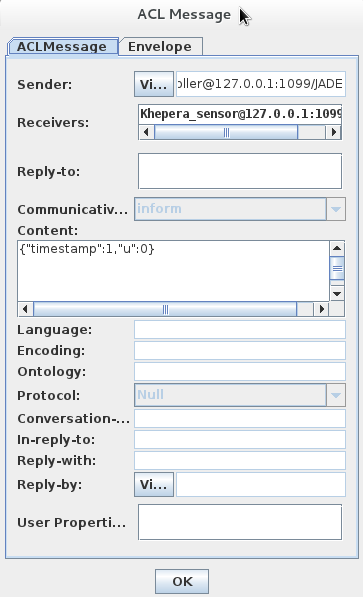 ACL Message
ACLMessage Envelope
Sender: Vi... oller@127.0.0.1:1099/JADE
Receivers: Khepera_sensor@127.0.0.1:1099
Reply-to:
Communicativ... inform
Content:
{"timestamp":1,"u":0}
Language:
Encoding:
Ontology:
Protocol: Null
Conversation-...
In-reply-to:
Reply-with:
Reply-by: Vi...
User Properti...
OK